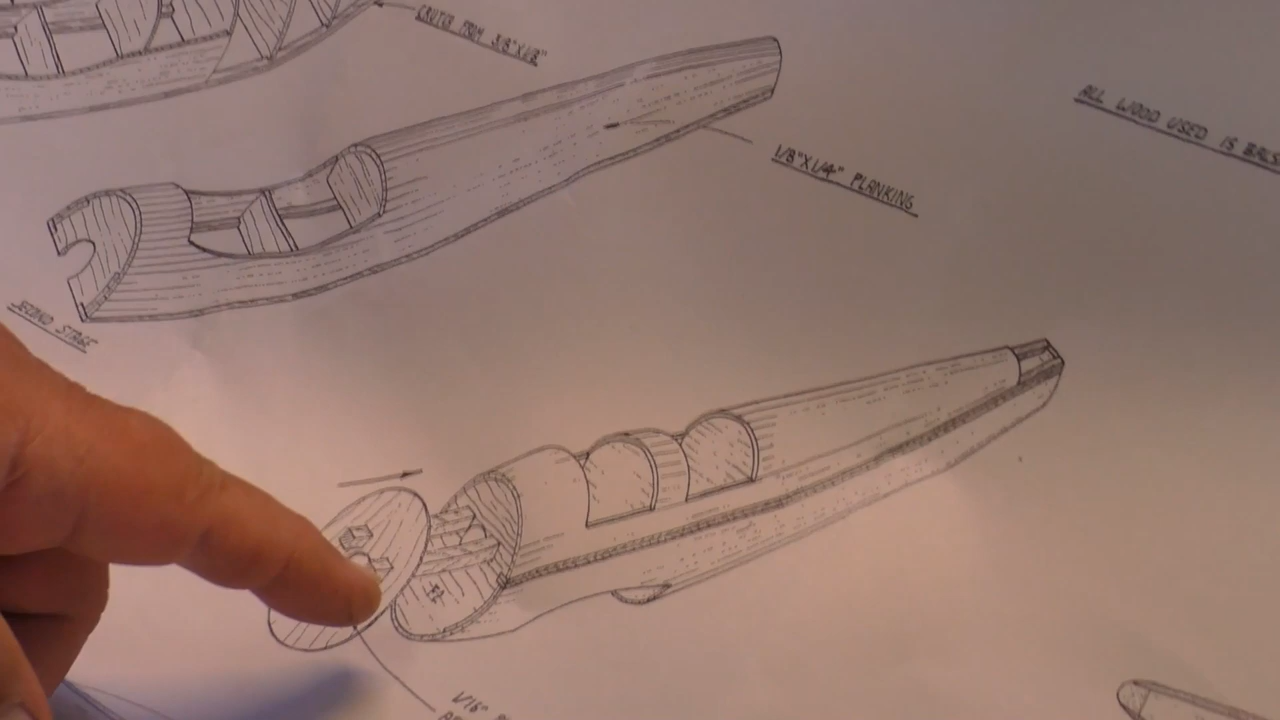 FROM 3/8"X1/8"
ALL WOOD USED IS BALS
1/8"X1/4" PLANKING
SECOND STAGE
1/16"